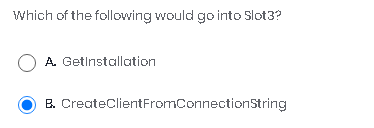 Which of the following would go into Slot3?
A. GetInstallation
B. CreateClientFromConnectionString